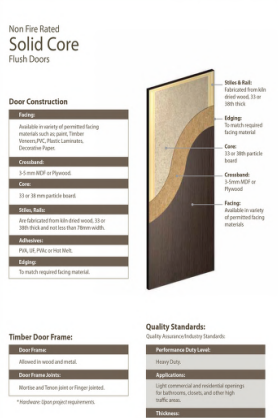 Non Fire Rated
Solid Core
Flush Doors
Door Construction
Facing:
Available in variety of permitted facing
materials such as; paint, Timber
Veneers,PVC, Plastic Laminates,
Decorative Paper.
Crossband:
3-5 mm MDF or Plywood.
Core:
33 or 38 mm particle board.
Stiles, Rails:
Are fabricated from kiln dried wood, 33 or
38th thick and not less than 78mm width.
Adhesives:
PVA, UF, PVAc or Hot Melt.
Edging:
To match required facing material.
Stiles & Rail:
Fabricated from kiln
dried wood, 33 or
38th thick
Edging:
To match required
facing material
Core:
33 or 38th particle
board
Crossband:
3-5mm MDF or
Plywood
Facing:
Available in variety
of permitted facing
materials
Timber Door Frame:
Door Frame:
Allowed in wood and metal.
Door Frame Joints:
Mortise and Tenon joint or Finger jointed.
* Hardware: Upon project requirements.
Quality Standards:
Quality Assurance/Industry Standards:
Performance Duty Level:
Heavy Duty.
Applications:
Light commercial and residential openings
for bathrooms, closets, and other high
traffic areas.
Thickness: